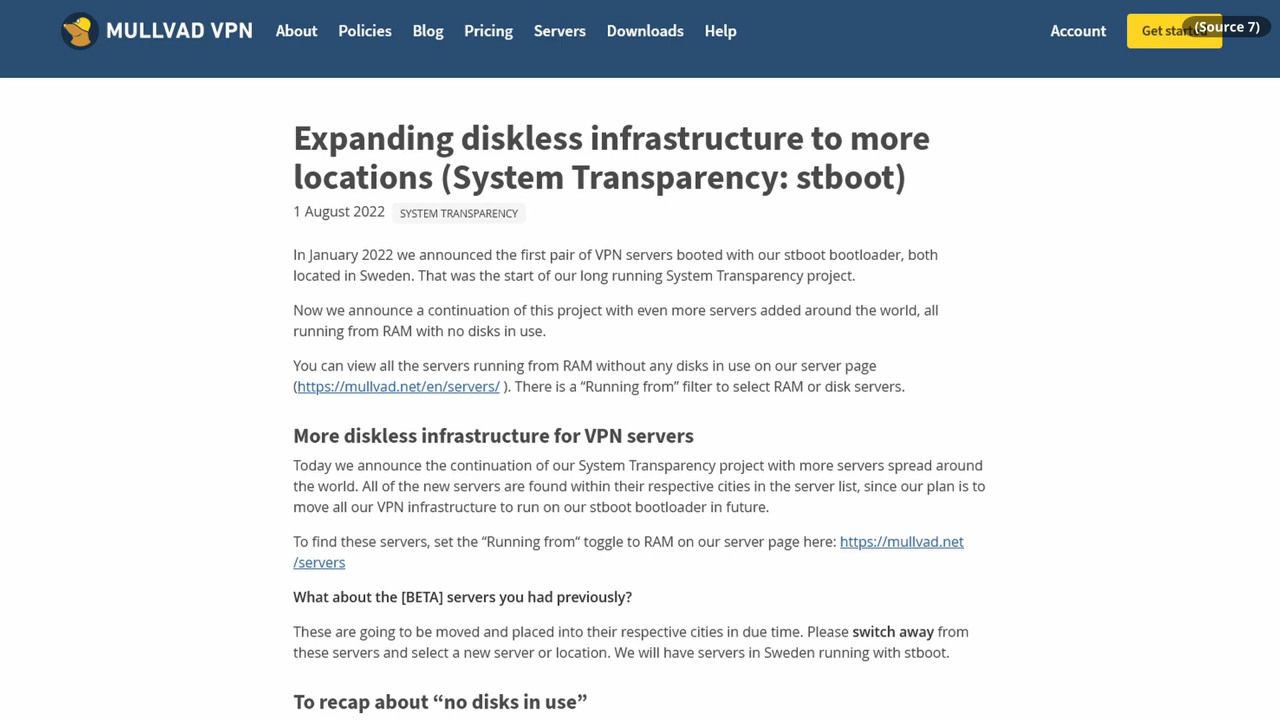 MULLVAD VPN About Policies Blog Pricing Servers Downloads Help Account Get (Source 7)
Expanding diskless infrastructure to more
locations (System Transparency: stboot)
1 August 2022 SYSTEM TRANSPARENCY
In January 2022 we announced the first pair of VPN servers booted with our stboot bootloader, both
located in Sweden. That was the start of our long running System Transparency project.
Now we announce a continuation of this project with even more servers added around the world, all
running from RAM with no disks in use.
You can view all the servers running from RAM without any disks in use on our server page
(https://mullvad.net/en/servers/ ). There is a “Running from” filter to select RAM or disk servers.
More diskless infrastructure for VPN servers
Today we announce the continuation of our System Transparency project with more servers spread around
the world. All of the new servers are found within their respective cities in the server list, since our plan is to
move all our VPN infrastructure to run on our stboot bootloader in future.
To find these servers, set the “Running from“ toggle to RAM on our server page here: https://mullvad.net
/servers
What about the [BETA] servers you had previously?
These are going to be moved and placed into their respective cities in due time. Please switch away from
these servers and select a new server or location. We will have servers in Sweden running with stboot.
To recap about “no disks in use”